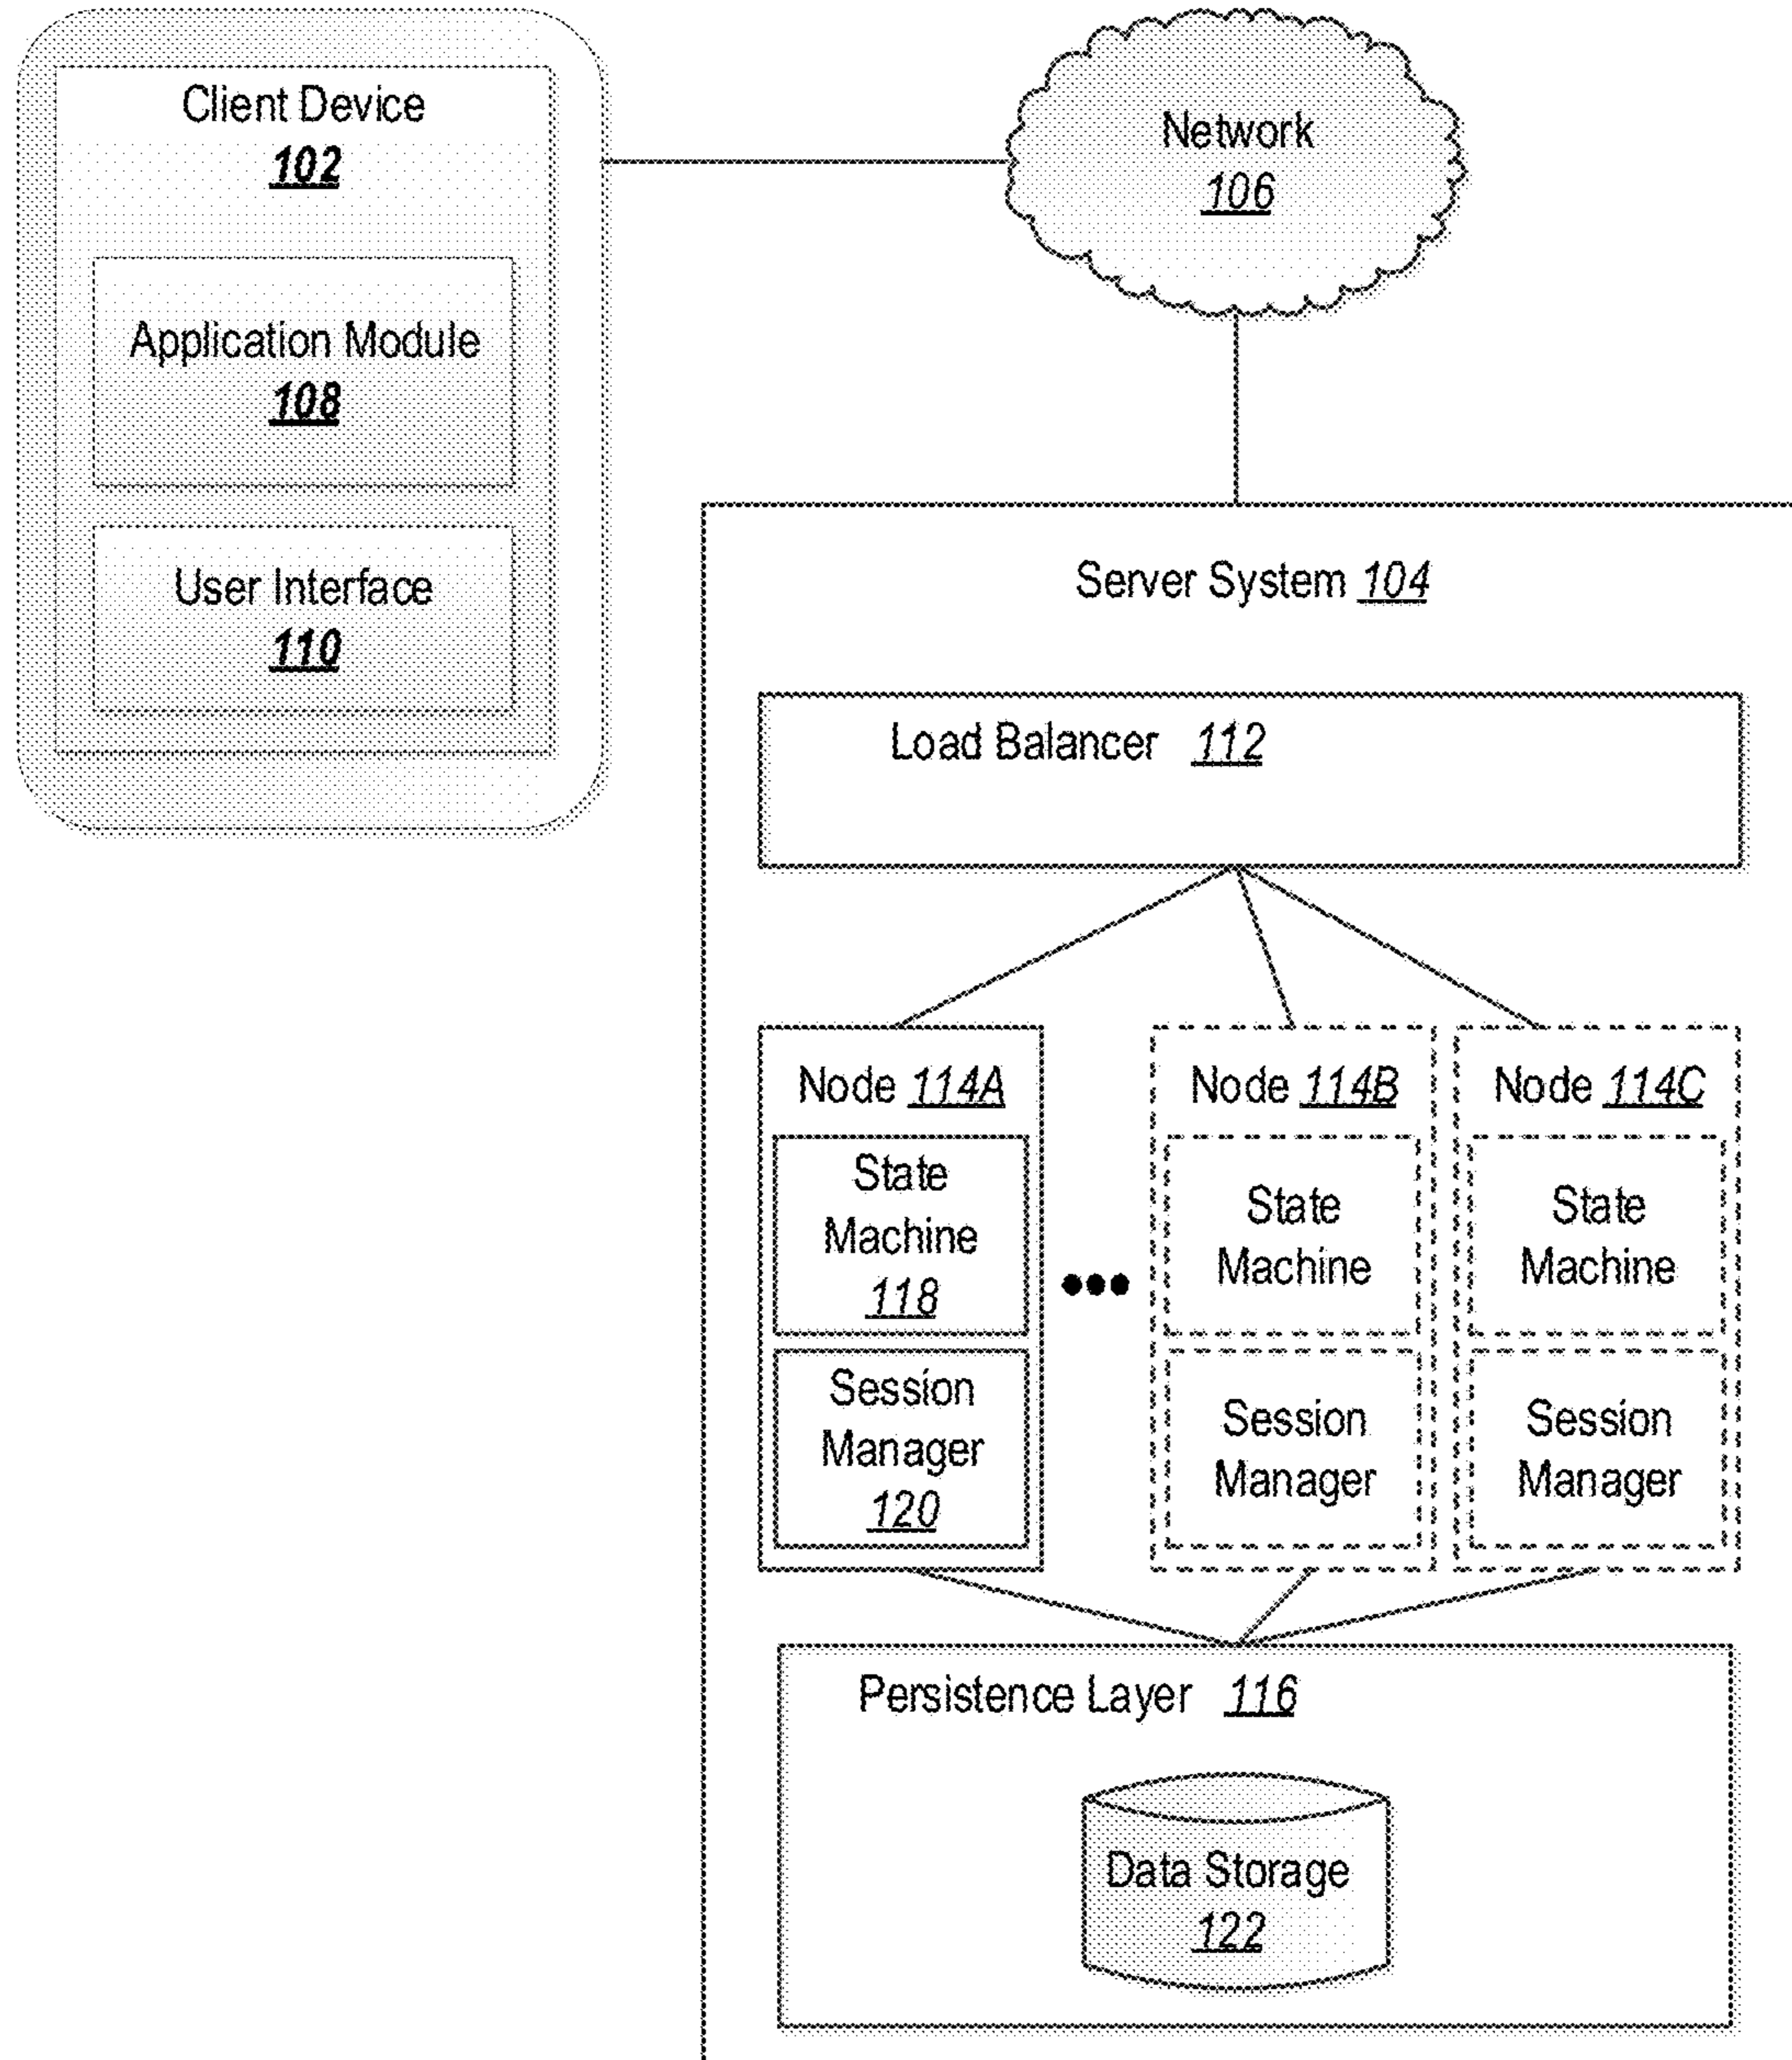 Client Device
102
Application Module
108
User Interface
110
Network
106
Server System 104
Load Balancer 112
Node 114A
State
Machine
118
Session
Manager
120
Node 114B
State
Machine
Session
Manager
Node 114C
State
Machine
Session
Manager
Persistence Layer 116
Data Storage
122